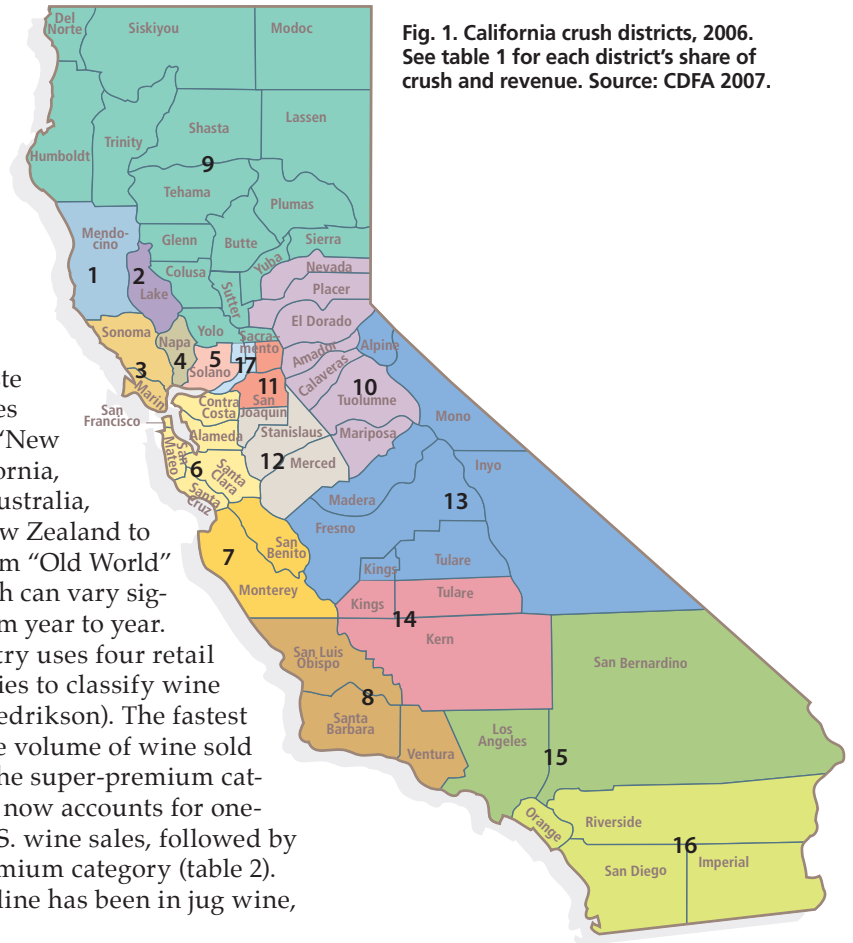 Fig. 1. California crush districts, 2006.
See table 1 for each district's share of
crush and revenue. Source: CDFA 2007.
Del
Norte
Siskiyou
Modoc
Humboldt
Trinity
Shasta
Lassen
9
Tehama
Plumas
Mendo-
cino
1
Glenn
Butte
Sierra
2
Lake
Colusa
Sutter
Yuba
Nevada
Placer
El Dorado
Sonoma
Napa
Yolo
Sacra-
mento
Amador
Alpine
3
4
5
Solano
17
Calaveras
Marin
11
10
Tuolumne
San
Francisco
Contra
Costa
San
Joaquin
Mono
Alameda
Stanislaus
Mariposa
San
Mateo
6
Santa
Clara
12
Merced
Inyo
Santa
Cruz
Madera
13
Fresno
7
San
Benito
Kings
Tulare
Monterey
Kings
Tulare
14
Kern
San Luis
Obispo
San Bernardino
8
Santa
Barbara
Ventura
Los
Angeles
15
Orange
Riverside
16
San Diego
Imperial
ste
es
"New
ornia,
ustralia,
w Zealand to
m "Old World"
h can vary sig-
m year to year.
try uses four retail
ies to classify wine
edrikson). The fastest
e volume of wine sold
he super-premium cat-
now accounts for one-
S. wine sales, followed by
mium category (table 2).
line has been in jug wine,